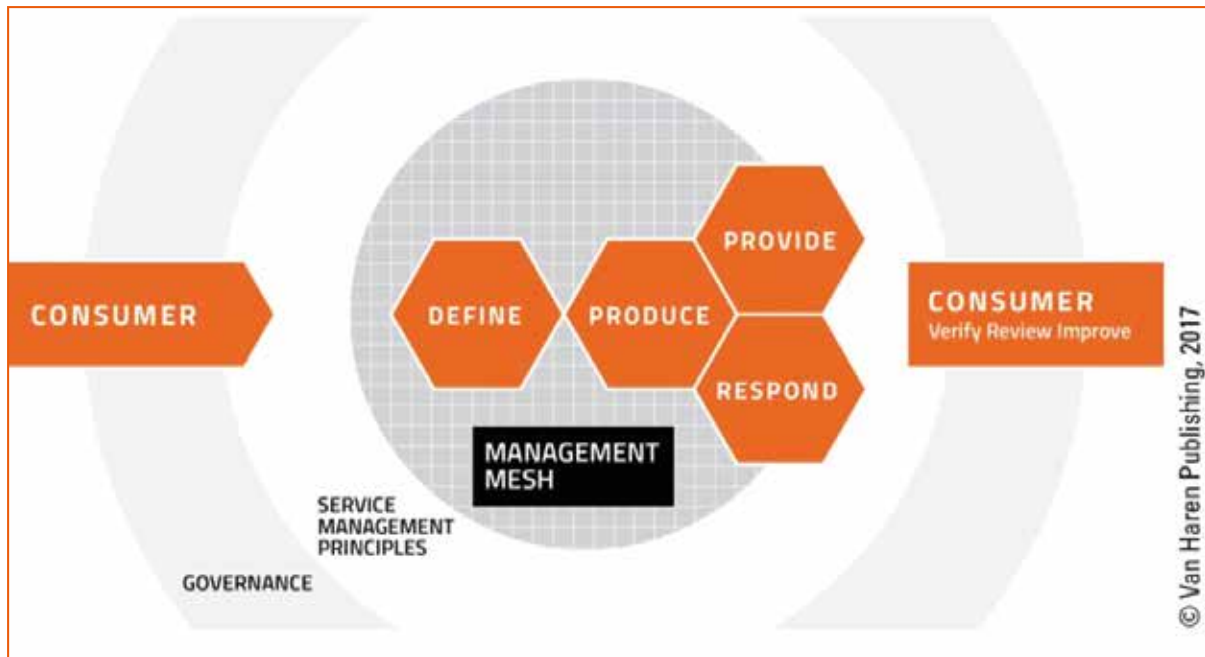 CONSUMER
DEFINE
PRODUCE
PROVIDE
RESPOND
CONSUMER
Verify Review Improve
MANAGEMENT
MESH
SERVICE
MANAGEMENT
PRINCIPLES
GOVERNANCE
© Van Haren Publishing, 2017